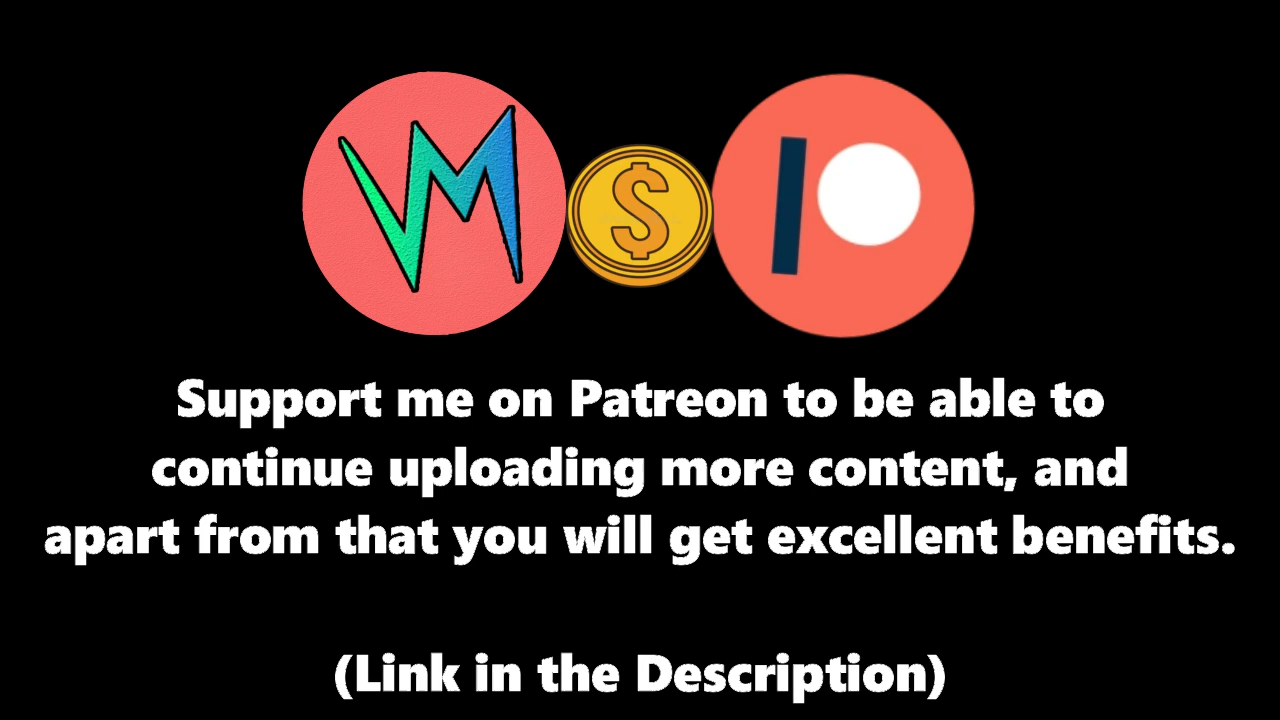 VM
$
Support me on Patreon to be able to
continue uploading more content, and
apart from that you will get excellent benefits.
(Link in the Description)